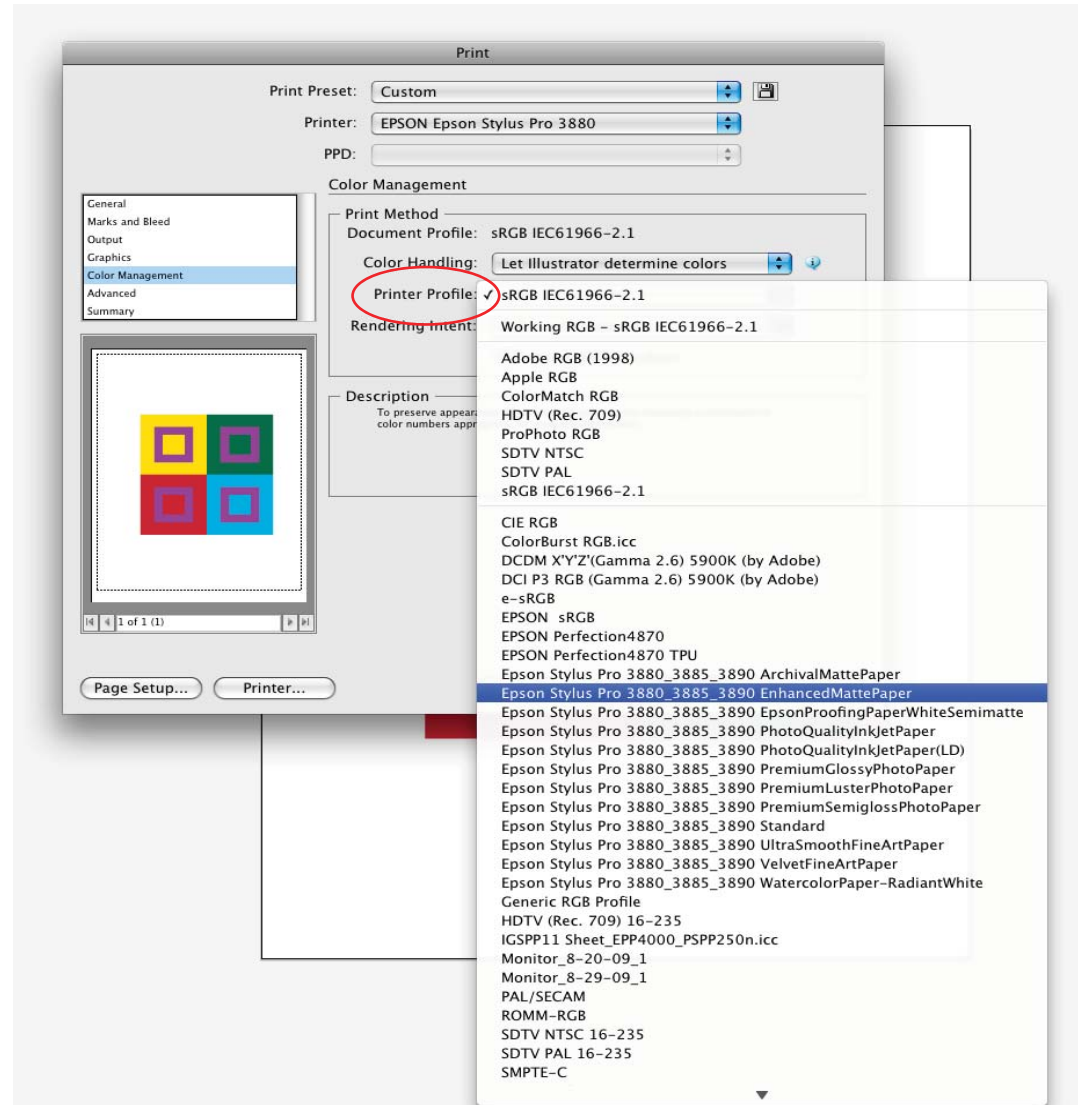 Print
Print Preset: Custom
Printer: EPSON Epson Stylus Pro 3880
PPD:
Color Management
General
Marks and Bleed
Output
Graphics
Color Management
Advanced
Summary
Print Method
Document Profile: sRGB IEC61966-2.1
Color Handling: Let Illustrator determine colors
Printer Profile: ✓ sRGB IEC61966-2.1
Rendering Intent: Working RGB – sRGB IEC61966-2.1
Adobe RGB (1998)
Apple RGB
ColorMatch RGB
HDTV (Rec. 709)
ProPhoto RGB
SDTV NTSC
SDTV PAL
sRGB IEC61966-2.1
Description
To preserve appear
color numbers appr
CIE RGB
ColorBurst RGB.icc
DCDM X'Y'Z'(Gamma 2.6) 5900K (by Adobe)
DCI P3 RGB (Gamma 2.6) 5900K (by Adobe)
e-sRGB
EPSON  sRGB
EPSON Perfection4870
EPSON Perfection4870 TPU
Epson Stylus Pro 3880_3885_3890 ArchivalMattePaper
Epson Stylus Pro 3880_3885_3890 EnhancedMattePaper
Epson Stylus Pro 3880_3885_3890 EpsonProofingPaperWhiteSemimatte
Epson Stylus Pro 3880_3885_3890 PhotoQualityInkJetPaper
Epson Stylus Pro 3880_3885_3890 PhotoQualityInkJetPaper(LD)
Epson Stylus Pro 3880_3885_3890 PremiumGlossyPhotoPaper
Epson Stylus Pro 3880_3885_3890 PremiumLusterPhotoPaper
Epson Stylus Pro 3880_3885_3890 PremiumSemiglossPhotoPaper
Epson Stylus Pro 3880_3885_3890 Standard
Epson Stylus Pro 3880_3885_3890 UltraSmoothFineArtPaper
Epson Stylus Pro 3880_3885_3890 VelvetFineArtPaper
Epson Stylus Pro 3880_3885_3890 WatercolorPaper-RadiantWhite
Generic RGB Profile
HDTV (Rec. 709) 16-235
IGSPP11 Sheet_EPP4000_PSPP250n.icc
Monitor_8-20-09_1
Monitor_8-29-09_1
PAL/SECAM
ROMM-RGB
SDTV NTSC 16-235
SDTV PAL 16-235
SMPTE-C
1 of 1 (1)
Page Setup... Printer...